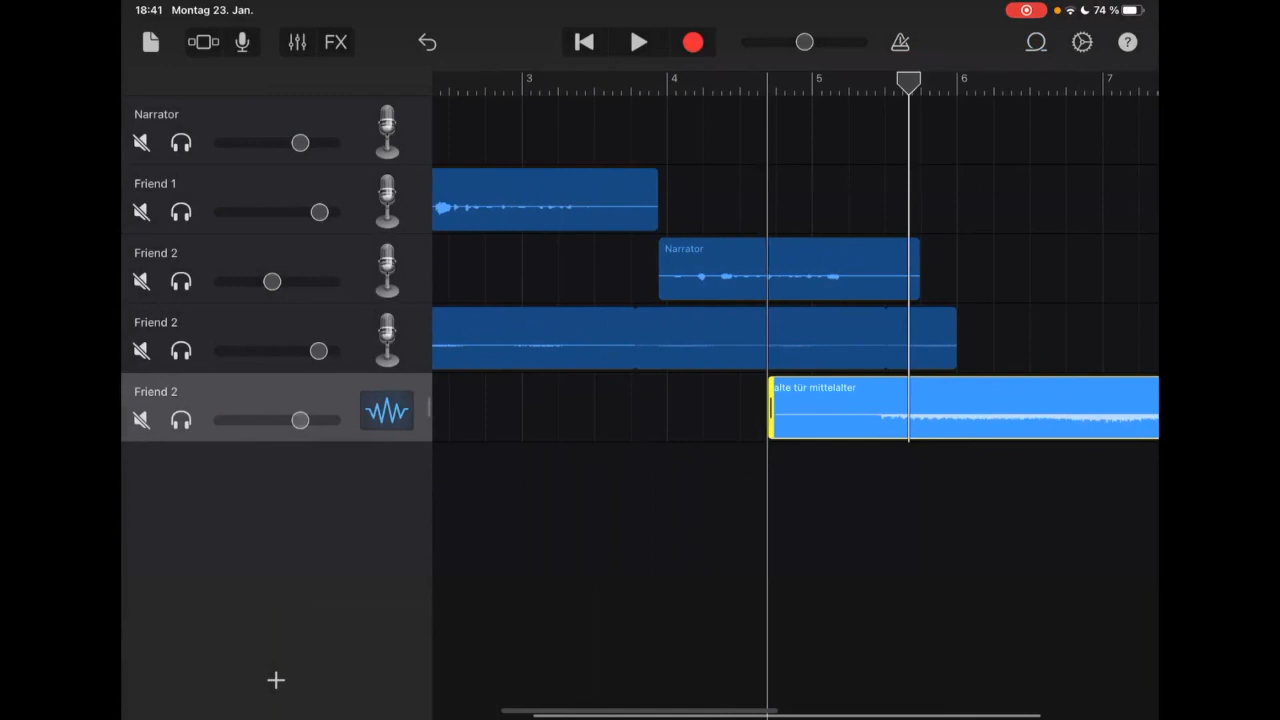 18:41 Montag 23. Jan. 74 %
FX ?
3 4 5 6 7
Narrator
Friend 1
Friend 2
Narrator
Friend 2
Friend 2
alte tür mittelalter